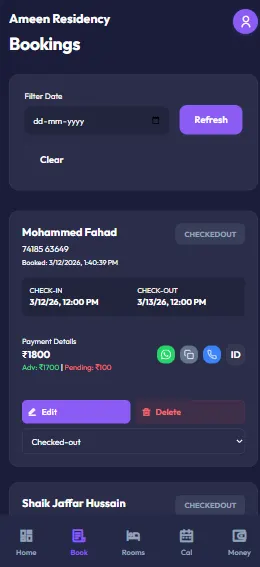 Ameen Residency
Bookings
Filter Date
dd-mm-yyyy
Refresh
Clear
Mohammed Fahad
CHECKEDOUT
74185 63649
Booked: 3/12/2026, 1:40:39 PM
CHECK-IN
CHECK-OUT
3/12/26, 12:00 PM
3/13/26, 12:00 PM
Payment Details
₹1800
Adv: ₹1700 | Pending: ₹100
ID
Edit
Delete
Checked-out
Shaik Jaffar Hussain
CHECKEDOUT
Home
Book
Rooms
Cal
Money